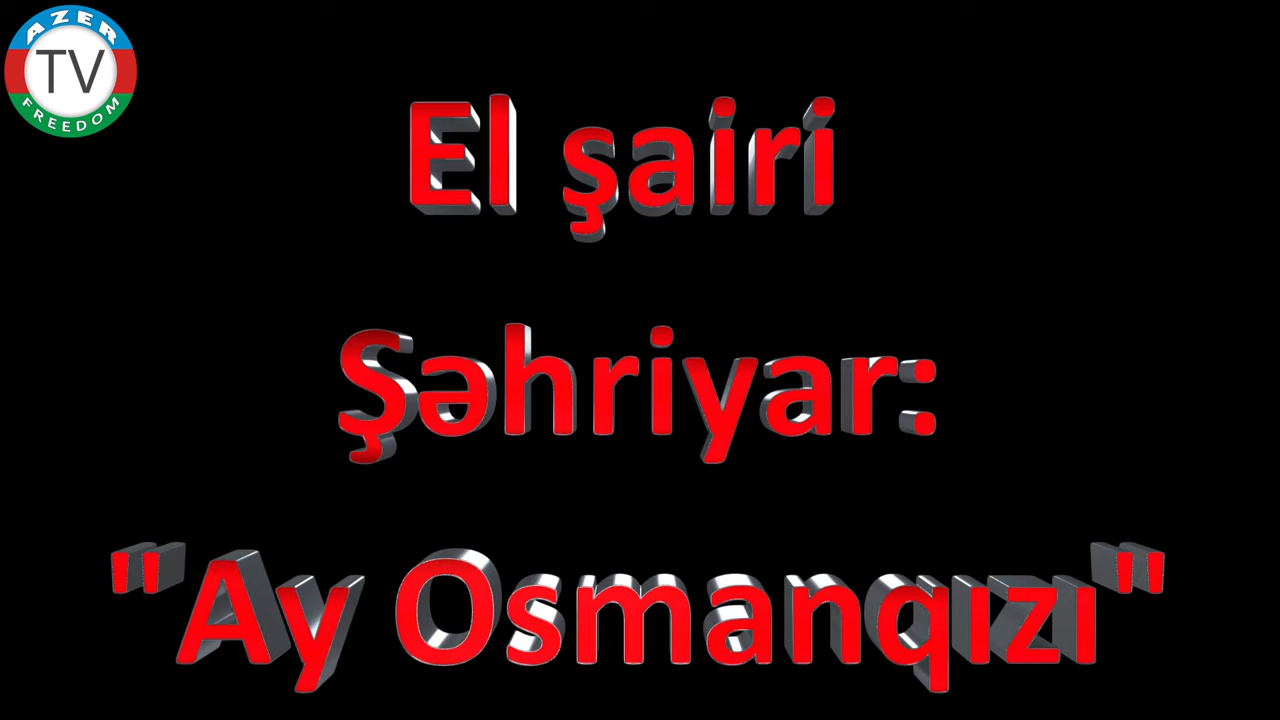 AZER
TV
FREEDOM
El şairi
Şəhriyar:
"Ay Osmanqızı"